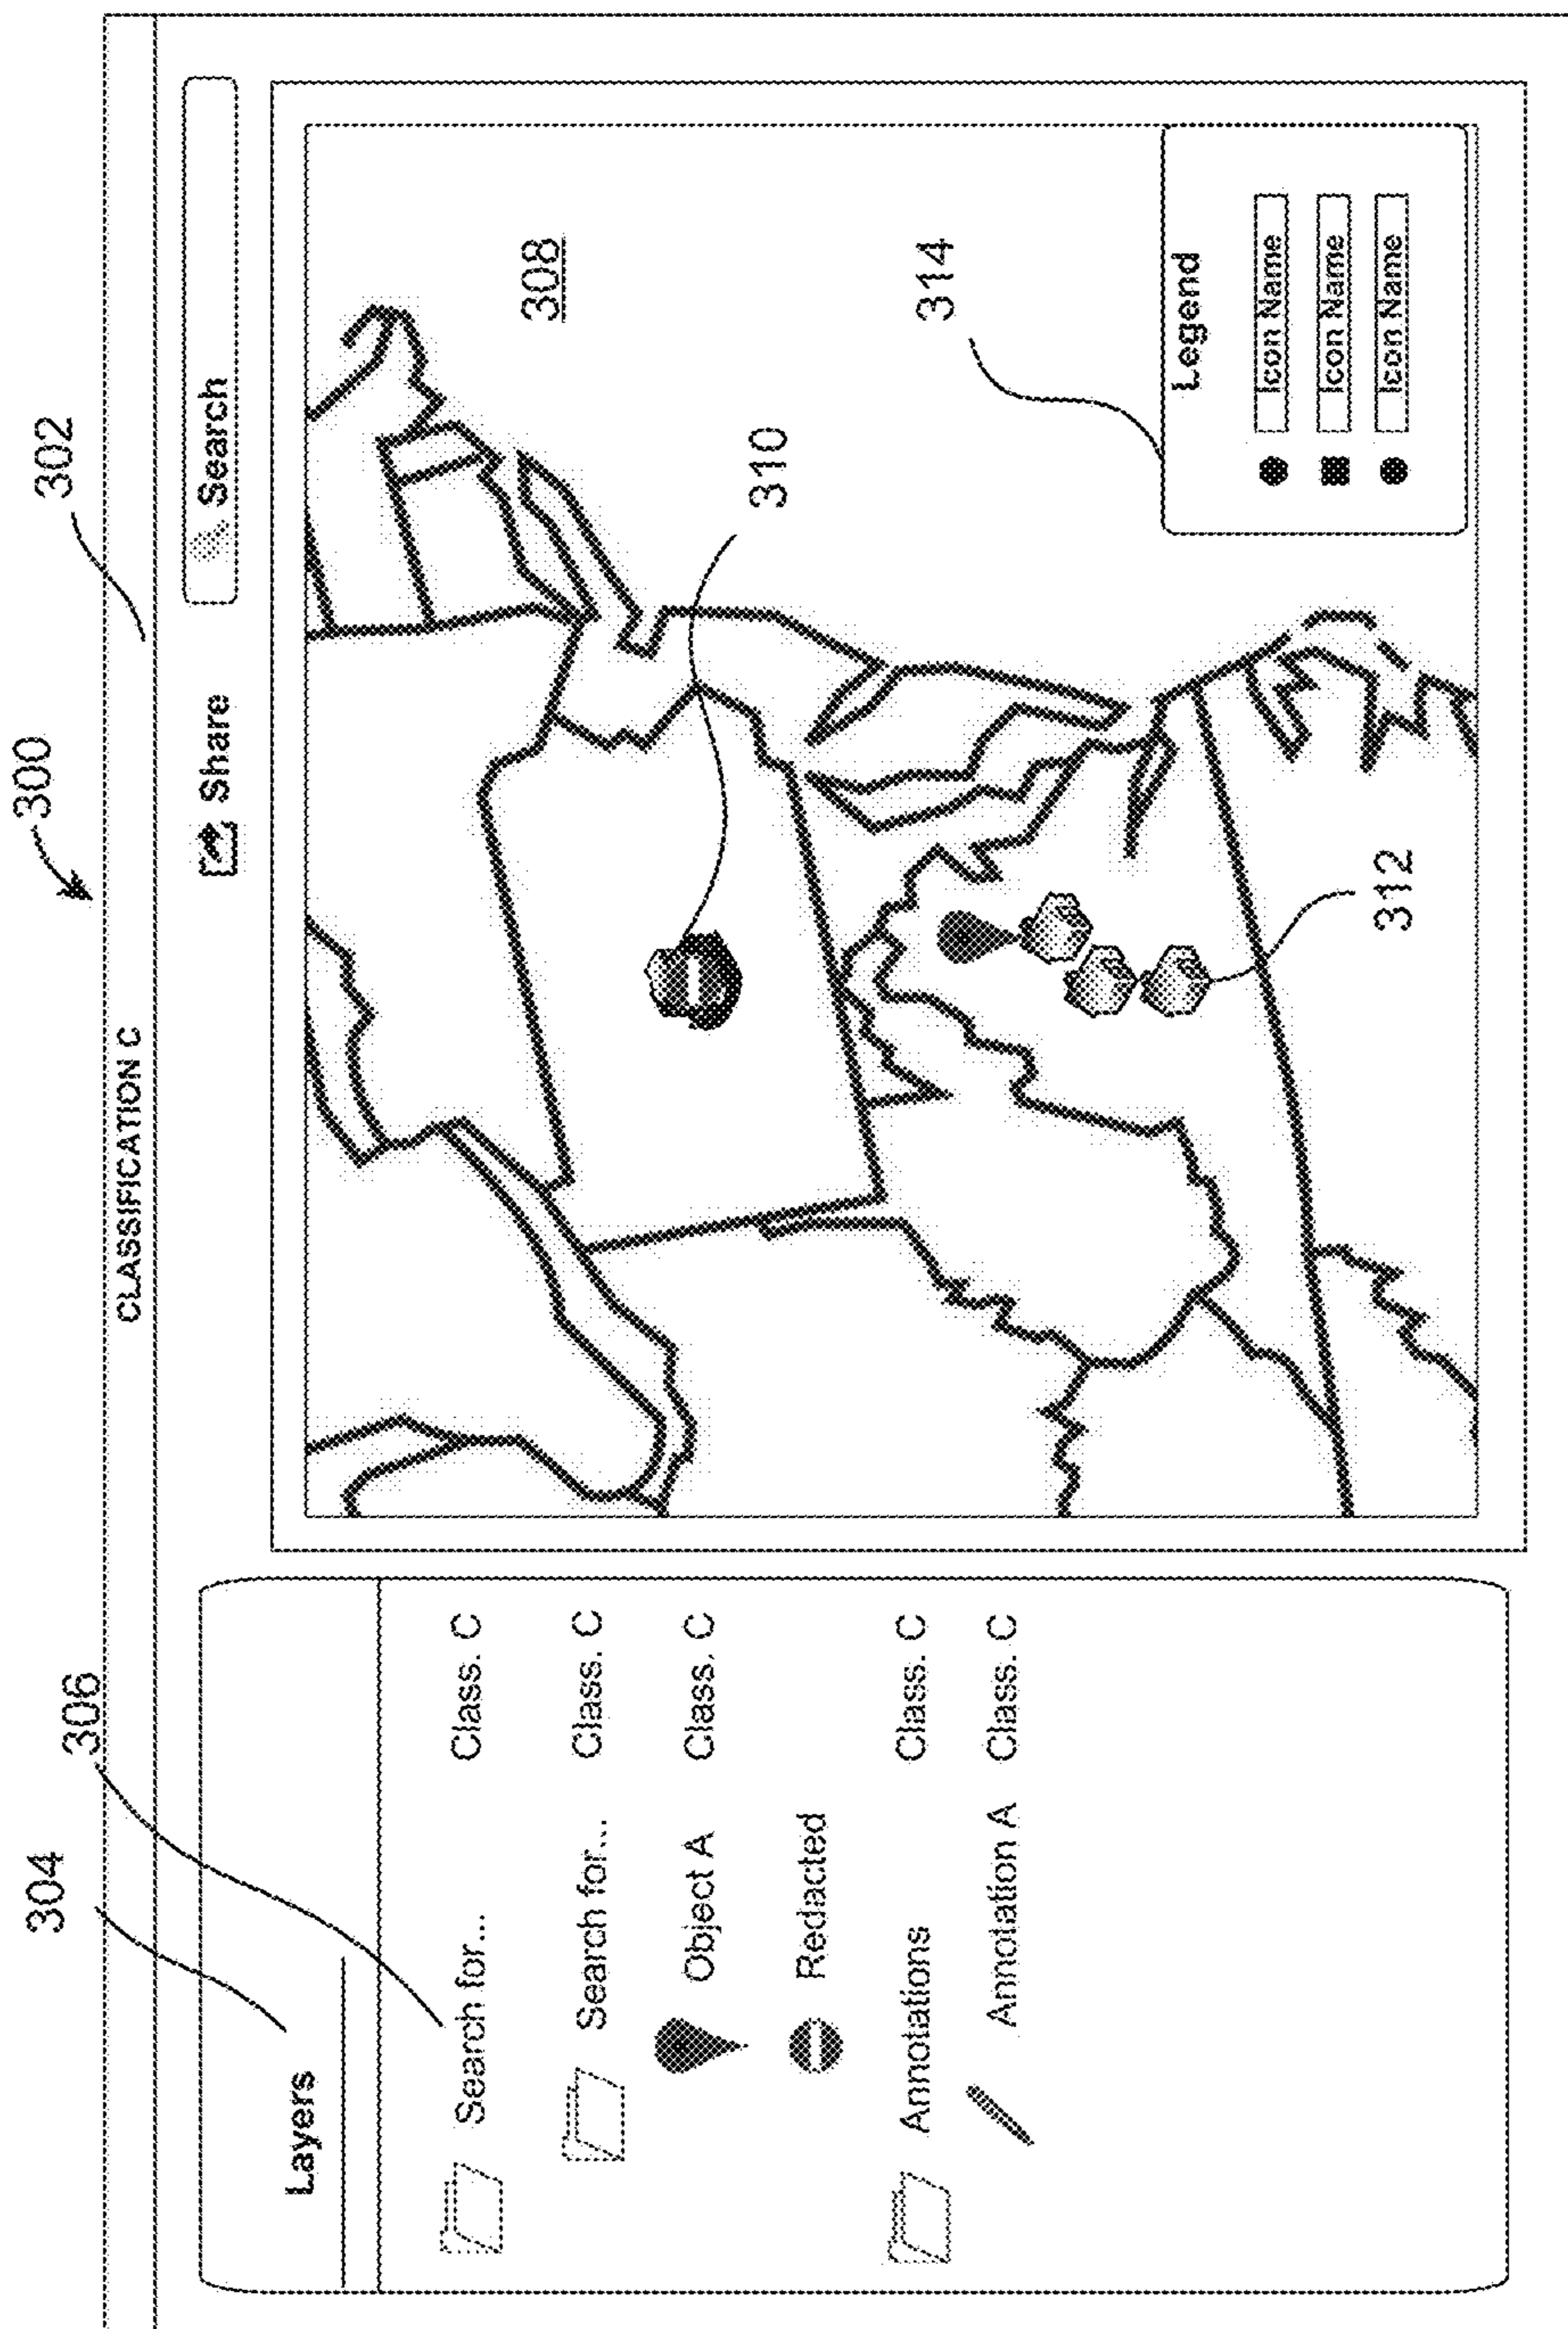 300
302
CLASSIFICATION C
304
306
Share
Search
Layers
Search for... Class. C
Search for... Class. C
Object A Class. C
Redacted
Annotations Class. C
Annotation A Class. C
308
310
312
314
Legend
Icon Name
Icon Name
Icon Name